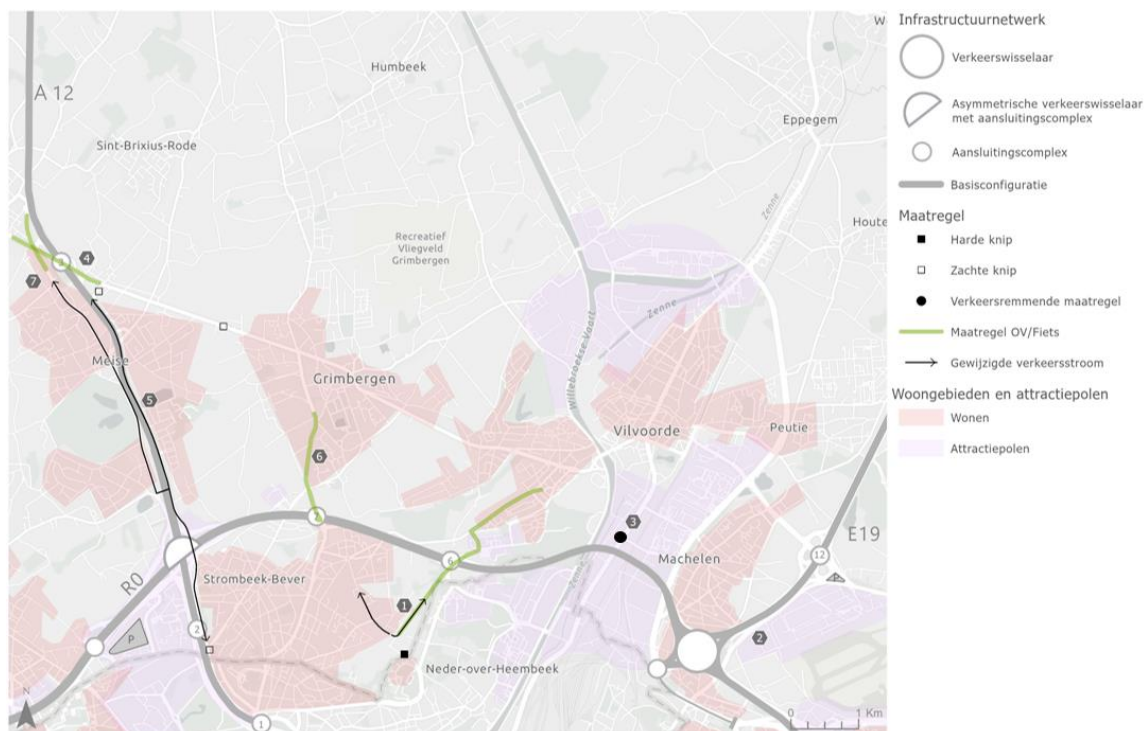 A 12
Humbeek
Sint-Brixius-Rode
W
Eppegem
Zenne
Houte
Zenne
Recreatief
Vliegveld
Grimbergen
4
7
Zenne
Willebroekse Vaart
Meise
Grimbergen
5
Vilvoorde
Peutie
6
3
Machelen
E19
12
P
R0
Strombeek-Bever
6
Zenne
1
2
P
2
Neder-over-Heembeek
1
N
0 1 Km
Infrastructuurnetwerk
Verkeerswisselaar
Asymmetrische verkeerswisselaar
met aansluitingscomplex
Aansluitingscomplex
Basisconfiguratie
Maatregel
Harde knip
Zachte knip
Verkeersremmende maatregel
Maatregel OV/Fiets
Gewijzigde verkeersstroom
Woongebieden en attractiepolen
Wonen
Attractiepolen